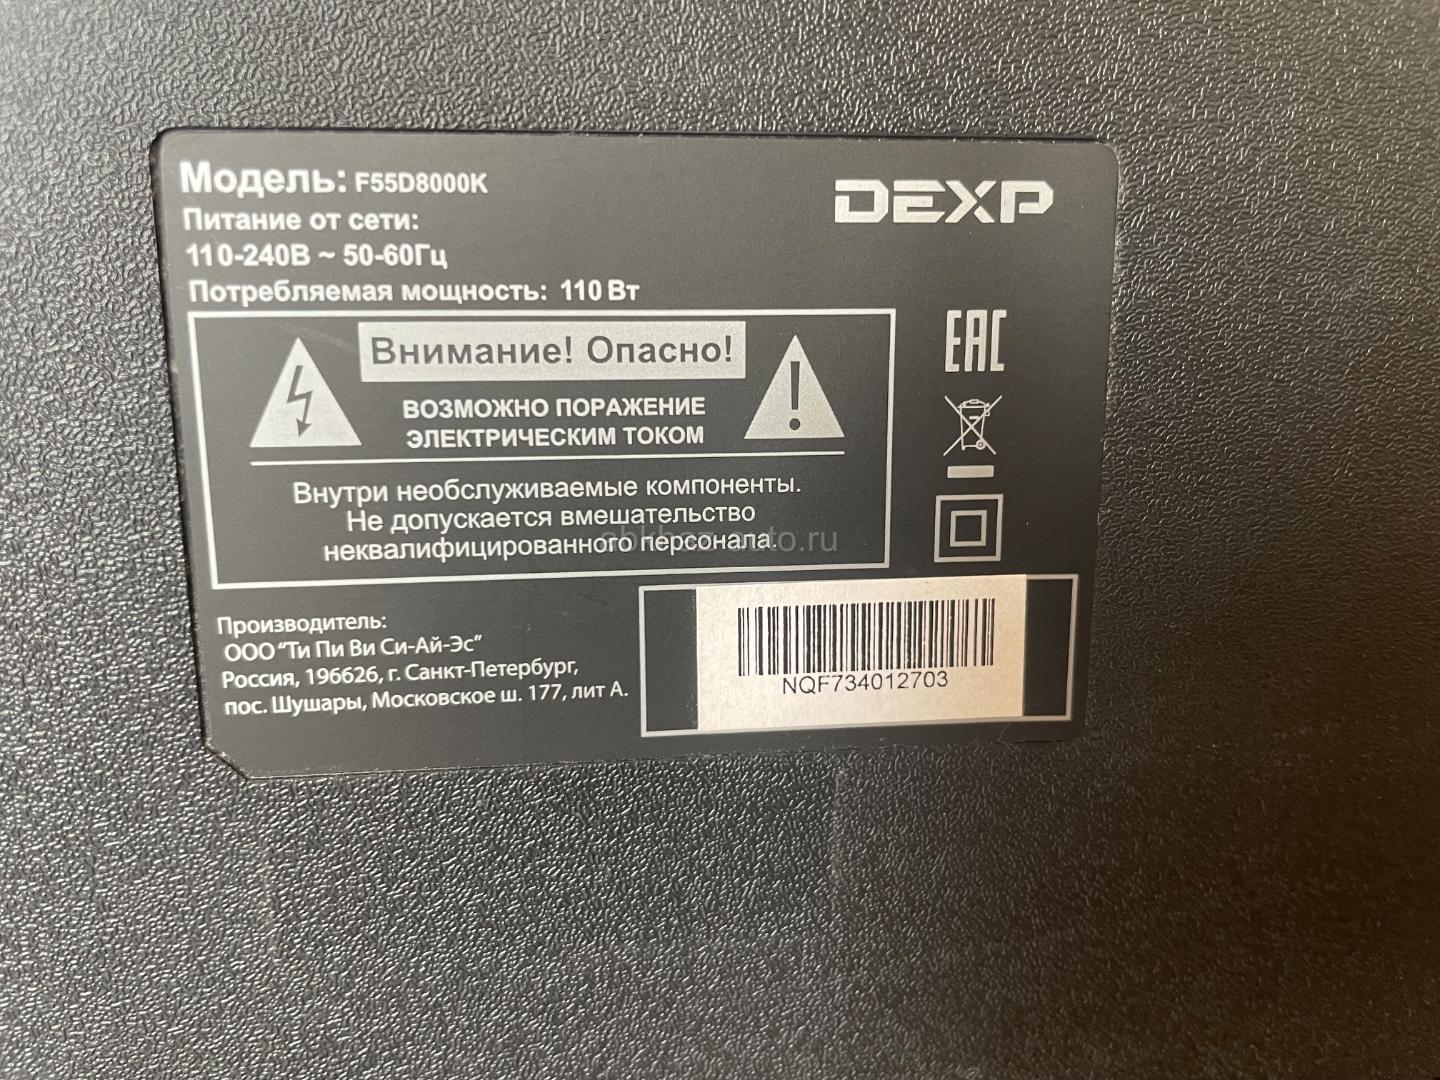 Модель: F55D8000K
DEXP
Питание от сети:
110-240В ~ 50-60Гц
Потребляемая мощность: 110 Вт
Внимание! Опасно!
ВОЗМОЖНО ПОРАЖЕНИЕ
ЭЛЕКТРИЧЕСКИМ ТОКОМ
Внутри необслуживаемые компоненты.
Не допускается вмешательство
неквалифицированного персонала
EAC
Производитель:
ООО "Ти Пи Ви Си-Ай-Эс"
Россия, 196626, г. Санкт-Петербург,
пос. Шушары, Московское ш. 177, лит А.
NQF734012703